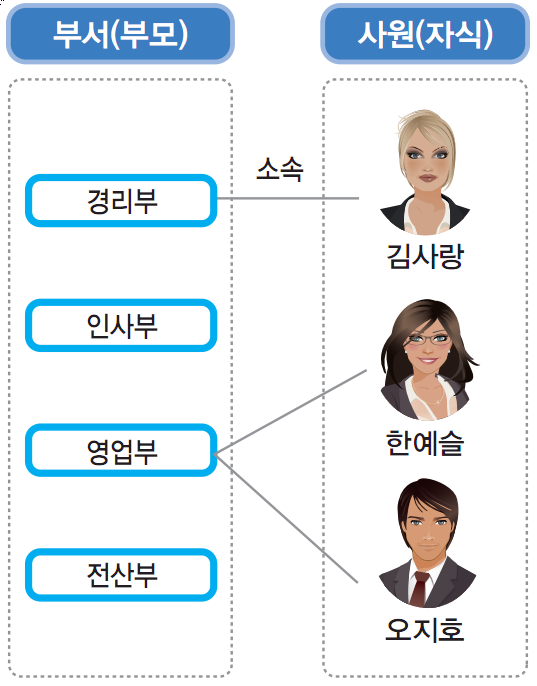 부서(부모)
사원(자식)
소속
경리부
김사랑
인사부
영업부
한예슬
전산부
오지호